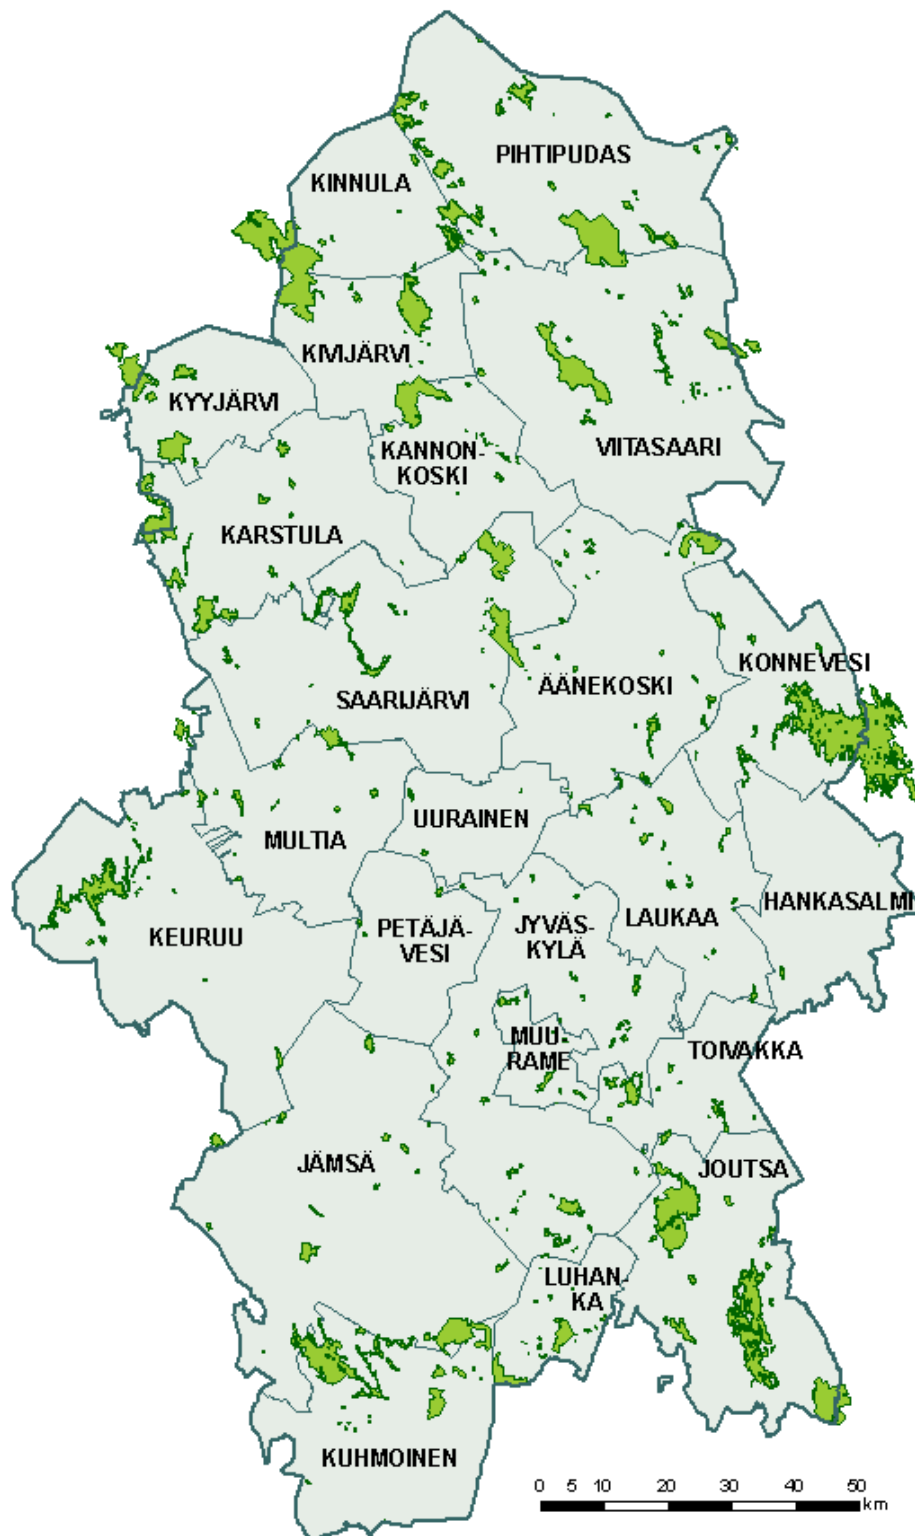 PIHTIPUDAS
KINNULA
KIVIJÄRVI
KYYJÄRVI
KANNON-
KOSKI
VIITASAARI
KARSTULA
KONNEVESI
ÄÄNEKOSKI
SAARIJÄRVI
UURAINEN
MULTIA
HANKASALMI
LAUKAA
PETÄJÄ-
VESI
JYVÄS-
KYLÄ
KEURUU
MUU-
RAME
TOIVAKKA
JÄMSÄ
JOUTSA
LUHAN-
KA
KUHMOINEN
0 5 10 20 30 40 50
km